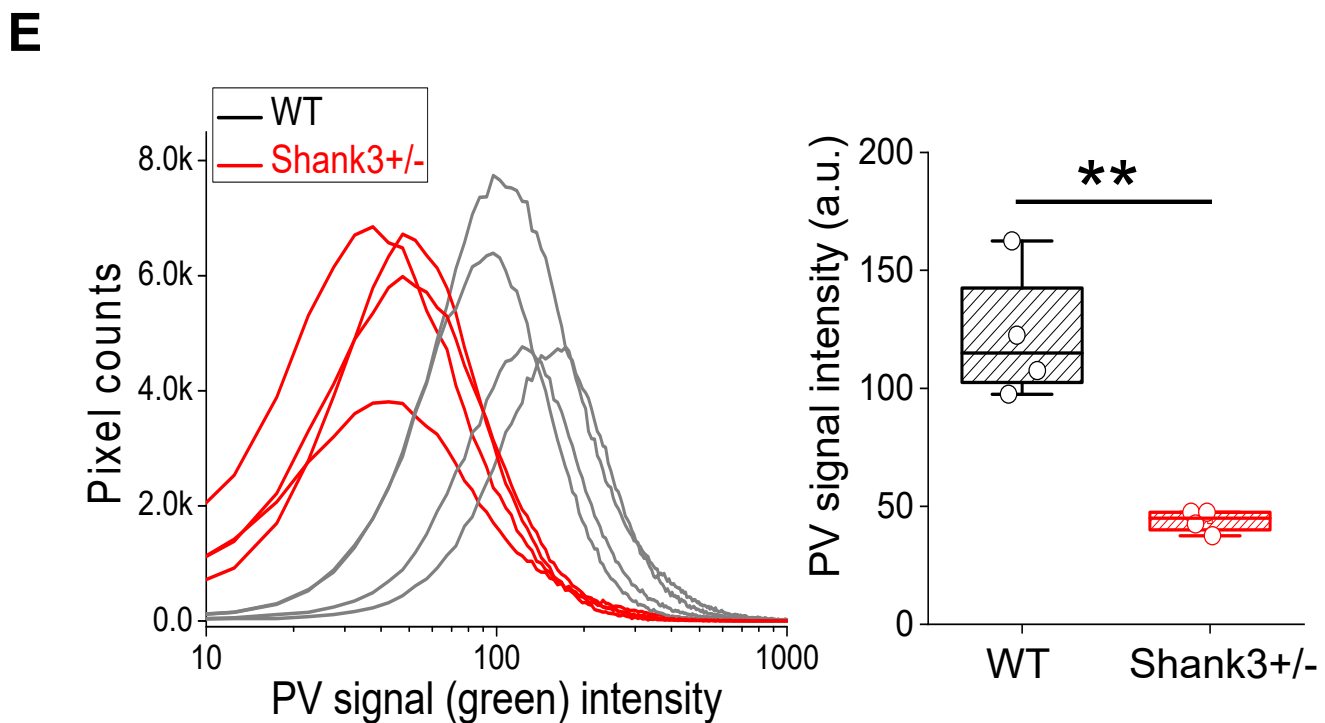 E
WT
Shank3+/-
Pixel counts
8.0k
6.0k
4.0k
2.0k
0.0
10
100
1000
PV signal (green) intensity
PV signal intensity (a.u.)
200
150
100
50
0
**
WT
Shank3+/-